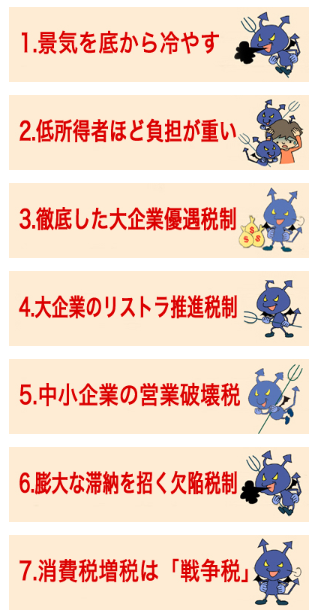 1.景気を底から冷やす
2.低所得者ほど負担が重い
3.徹底した大企業優遇税制
$ $ $
4.大企業のリストラ推進税制
5.中小企業の営業破壊税
6.膨大な滞納を招く欠陥税制
7.消費税増税は「戦争税」